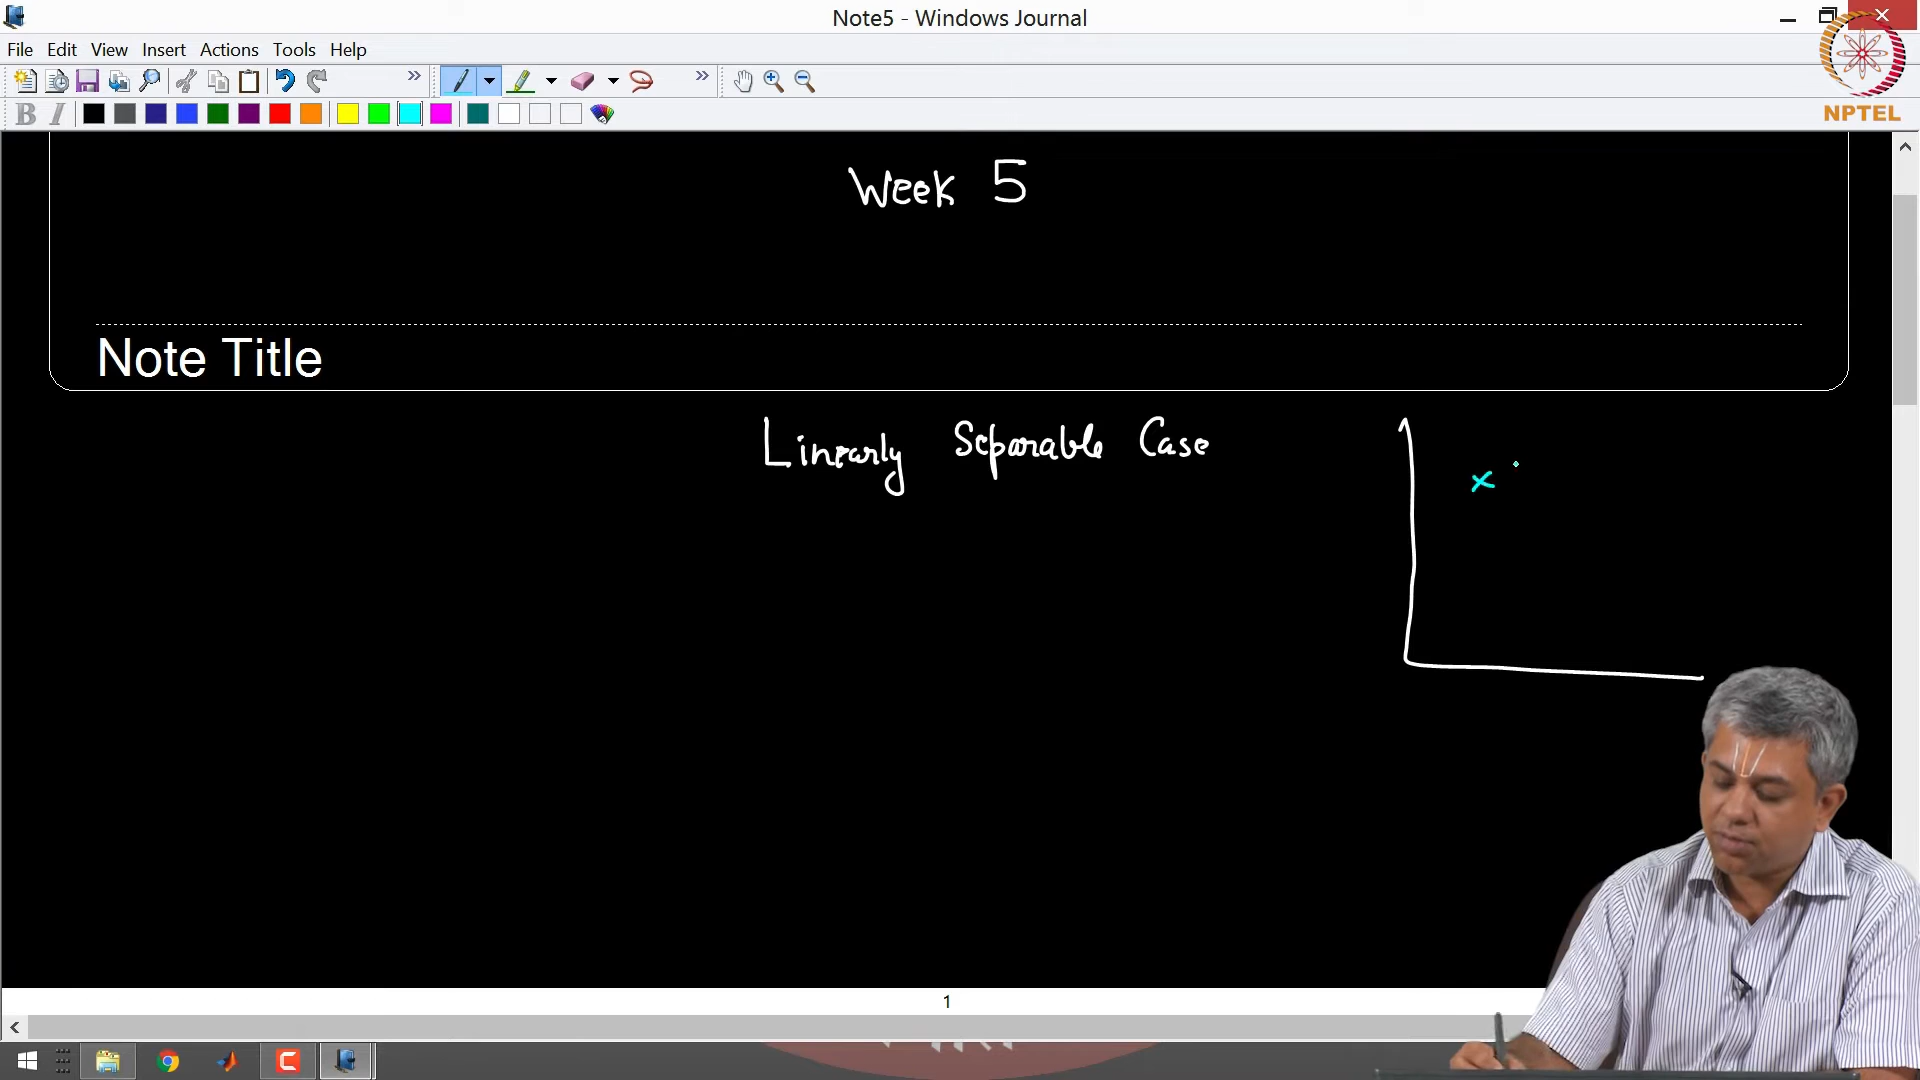 Note5 - Windows Journal
File Edit View Insert Actions Tools Help
NPTEL
Week 5
Note Title
Linearly Separable Case
x
1